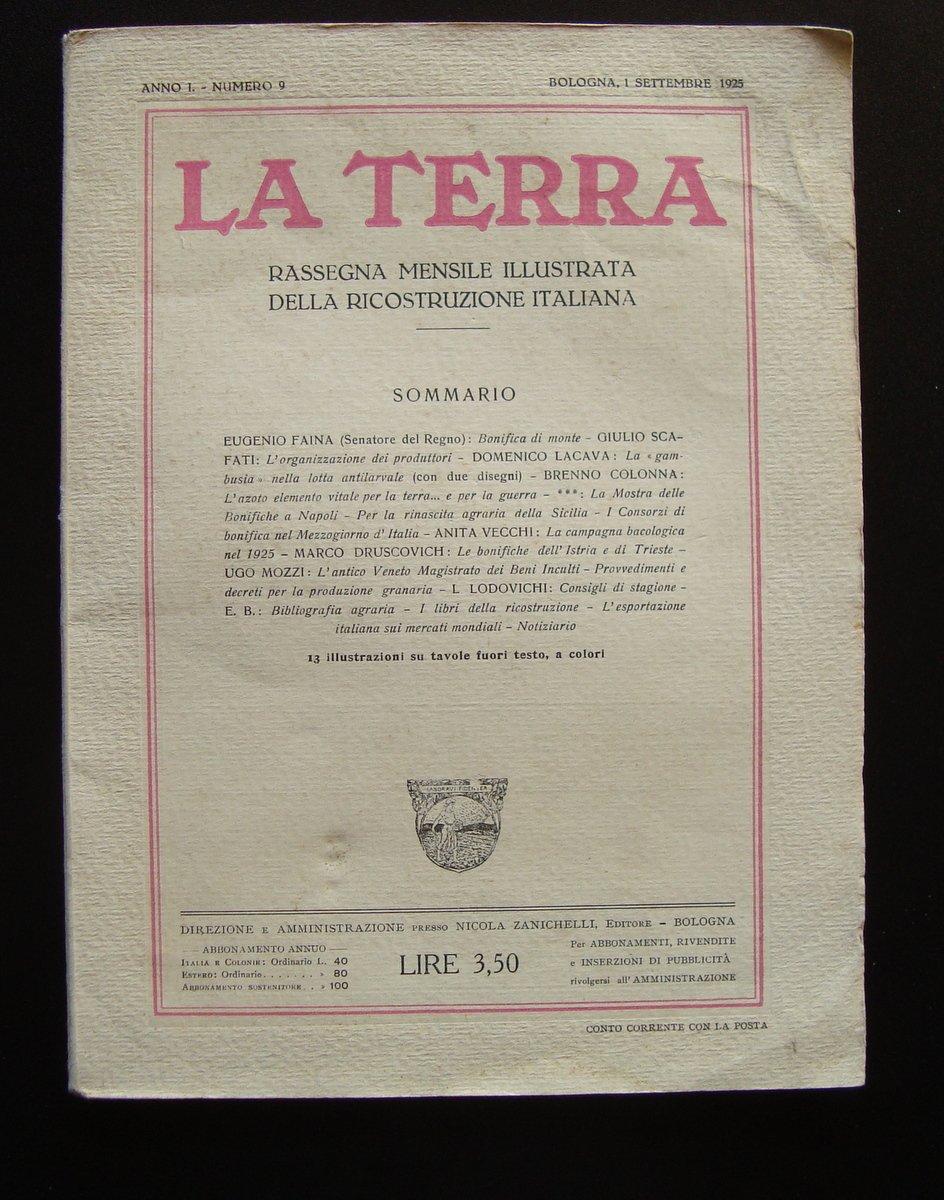 ANNO I. - NUMERO 9
BOLOGNA, 1 SETTEMBRE 1925
LA TERRA
RASSEGNA MENSILE ILLUSTRATA
DELLA RICOSTRUZIONE ITALIANA
SOMMARIO
EUGENIO FAINA (Senatore del Regno): Bonifica di monte - GIULIO SCA-
FATI: L'organizzazione dei produttori - DOMENICO LACAVA: La «gam-
busia» nella lotta antilarvale (con due disegni) - BRENNO COLONNA:
L'azoto elemento vitale per la terra... e per la guerra - ***: La Mostra delle
Bonifiche a Napoli - Per la rinascita agraria della Sicilia - I Consorzi di
bonifica nel Mezzogiorno d'Italia - ANITA VECCHI: La campagna bacologica
nel 1925 - MARCO DRUSCOVICH: Le bonifiche dell'Istria e di Trieste -
UGO MOZZI: L'antico Veneto Magistrato dei Beni Inculti - Provvedimenti e
decreti per la produzione granaria - L. LODOVICHI: Consigli di stagione -
E. B.: Bibliografia agraria - I libri della ricostruzione - L'esportazione
italiana sui mercati mondiali - Notiziario
13 illustrazioni su tavole fuori testo, a colori
DIREZIONE E AMMINISTRAZIONE PRESSO NICOLA ZANICHELLI, EDITORE - BOLOGNA
ABBONAMENTO ANNUO
ITALIA E COLONIE: Ordinario L. 40
ESTERO: Ordinario . . . . . . . » 80
ABBONAMENTO SOSTENITORE . . » 100
LIRE 3,50
Per ABBONAMENTI, RIVENDITE
e INSERZIONI DI PUBBLICITÀ
rivolgersi all'AMMINISTRAZIONE
CONTO CORRENTE CON LA POSTA